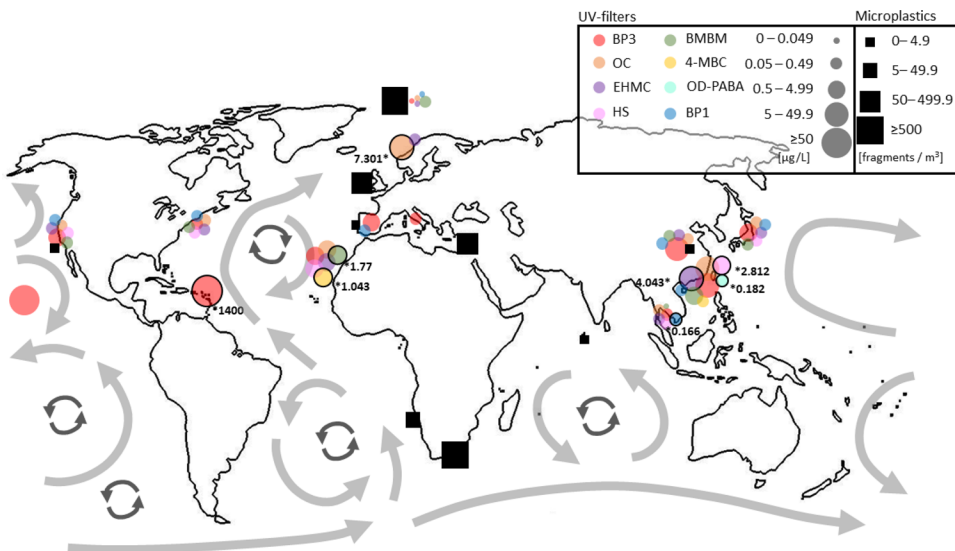 UV-filters
Microplastics
BP3
BMBM
0–0.049
0–4.9
OC
4-MBC
0.05–0.49
5–49.9
EHMC
OD-PABA
0.5–4.99
50–499.9
HS
BP1
5–49.9
≥500
≥50
[µg/L]
[fragments / m³]
7.301*
*1.77
*1.043
*1400
4.043*
*2.812
*0.182
0.166